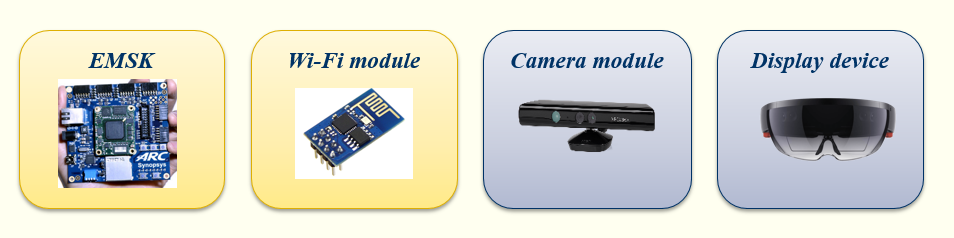 EMSK
Wi-Fi module
Camera module
Display device
ARC
Synopsys